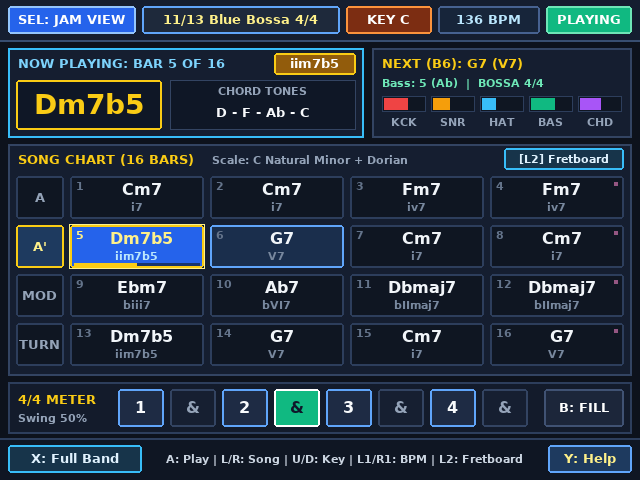 SEL: JAM VIEW
11/13 Blue Bossa 4/4
KEY C
136 BPM
PLAYING
NOW PLAYING: BAR 5 OF 16
iim7b5
Dm7b5
CHORD TONES
D - F - Ab - C
NEXT (B6): G7 (V7)
Bass: 5 (Ab) | BOSSA 4/4
KCK SNR HAT BAS CHD
SONG CHART (16 BARS)
Scale: C Natural Minor + Dorian
[L2] Fretboard
A
1 Cm7
i7
2 Cm7
i7
3 Fm7
iv7
4 Fm7
iv7
A'
5 Dm7b5
iim7b5
6 G7
V7
7 Cm7
i7
8 Cm7
i7
MOD
9 Ebm7
biii7
10 Ab7
bVI7
11 Dbmaj7
bIImaj7
12 Dbmaj7
bIImaj7
TURN
13 Dm7b5
iim7b5
14 G7
V7
15 Cm7
i7
16 G7
V7
4/4 METER
Swing 50%
1 & 2 & 3 & 4 &
B: FILL
X: Full Band
A: Play | L/R: Song | U/D: Key | L1/R1: BPM | L2: Fretboard
Y: Help